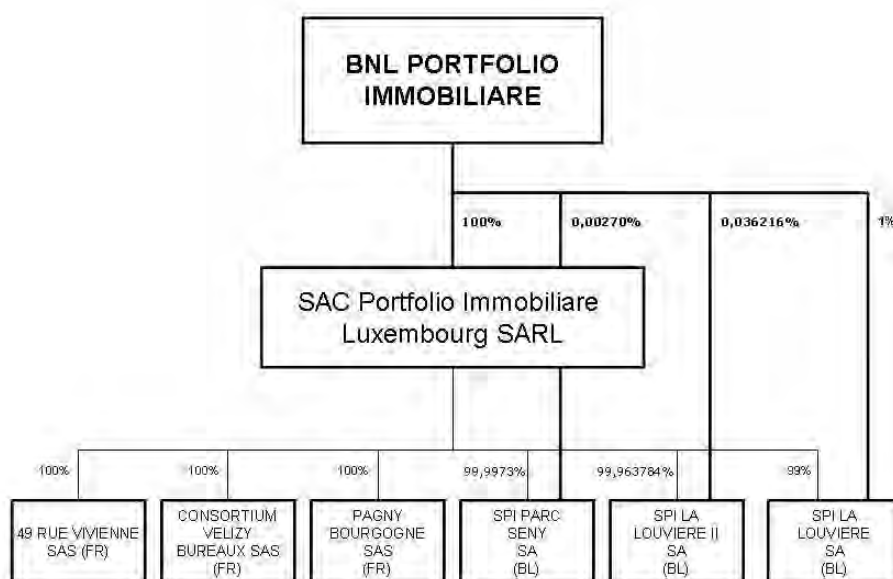 BNL PORTFOLIO
IMMOBILIARE
100%
0,00270%
0,036216%
1%
SAC Portfolio Immobiliare
Luxembourg SARL
100%
100%
100%
99,9973%
99,963784%
99%
49 RUE VIVIENNE
SAS (FR)
CONSORTIUM
VELIZY
BUREAUX SAS
(FR)
PAGNY
BOURGOGNE
SAS
(FR)
SPI PARC
SENY
SA
(BL)
SPI LA
LOUVIERE II
SA
(BL)
SPI LA
LOUVIERE
SA
(BL)